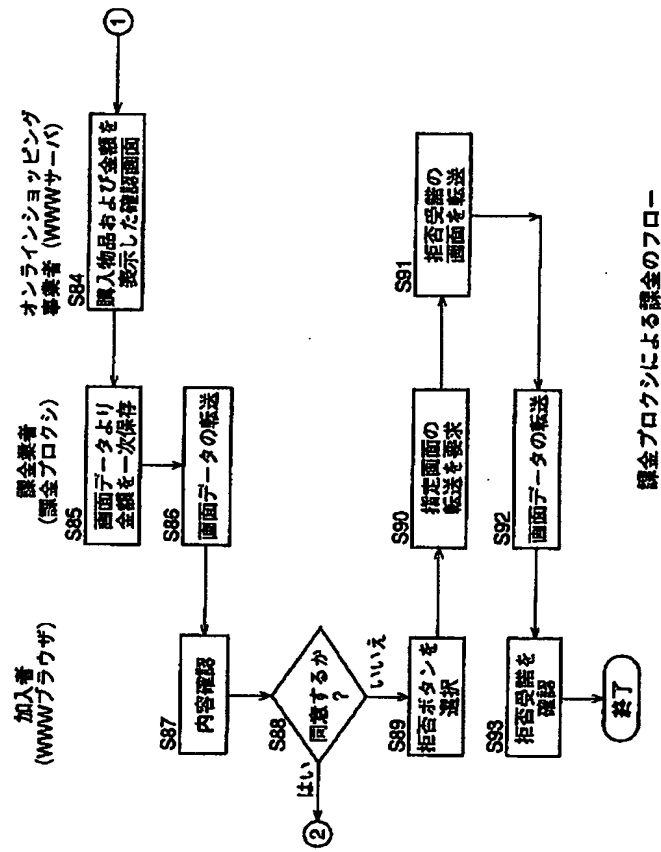 加入者
(WWWブラウザ)
課金業者
(課金プロクシ)
オンラインショッピング
事業者 (WWWサーバ)
①
S84
購入物品および金額を
表示した確認画面
S85
画面データより
金額を一次保存
S86
画面データの転送
S87
内容確認
S88
同意するか
?
はい
②
いいえ
S89
拒否ボタンを
選択
S90
指定画面の
転送を要求
S91
拒否受諾の
画面を転送
S92
画面データの転送
S93
拒否受諾を
確認
終了
課金プロクシによる課金のフロー